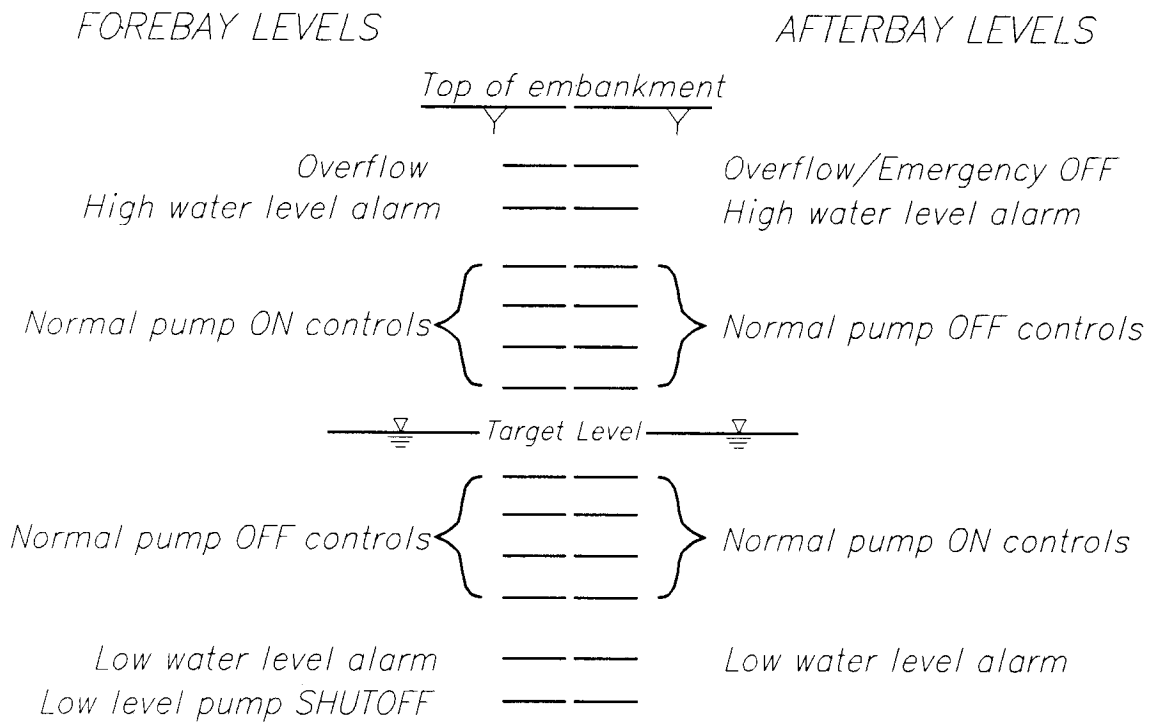 FOREBAY LEVELS
AFTERBAY LEVELS
Top of embankment
Overflow
Overflow/Emergency OFF
High water level alarm
High water level alarm
Normal pump ON controls
Normal pump OFF controls
Target Level
Normal pump OFF controls
Normal pump ON controls
Low water level alarm
Low water level alarm
Low level pump SHUTOFF